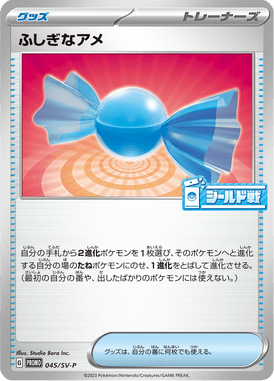 グッズ
トレーナーズ
ふしぎなアメ
シールド戦
自分の手札から2進化ポケモンを1枚選び、そのポケモンへと進化
する自分の場のたねポケモンにのせ、1進化をとばして進化させる。
(最初の自分の番や、出したばかりのポケモンには使えない。)
Illus. Studio Bora Inc.
G PROMO 045/SV-P
グッズは、自分の番に何枚でも使える。
©2023 Pokémon/Nintendo/Creatures/GAME FREAK.